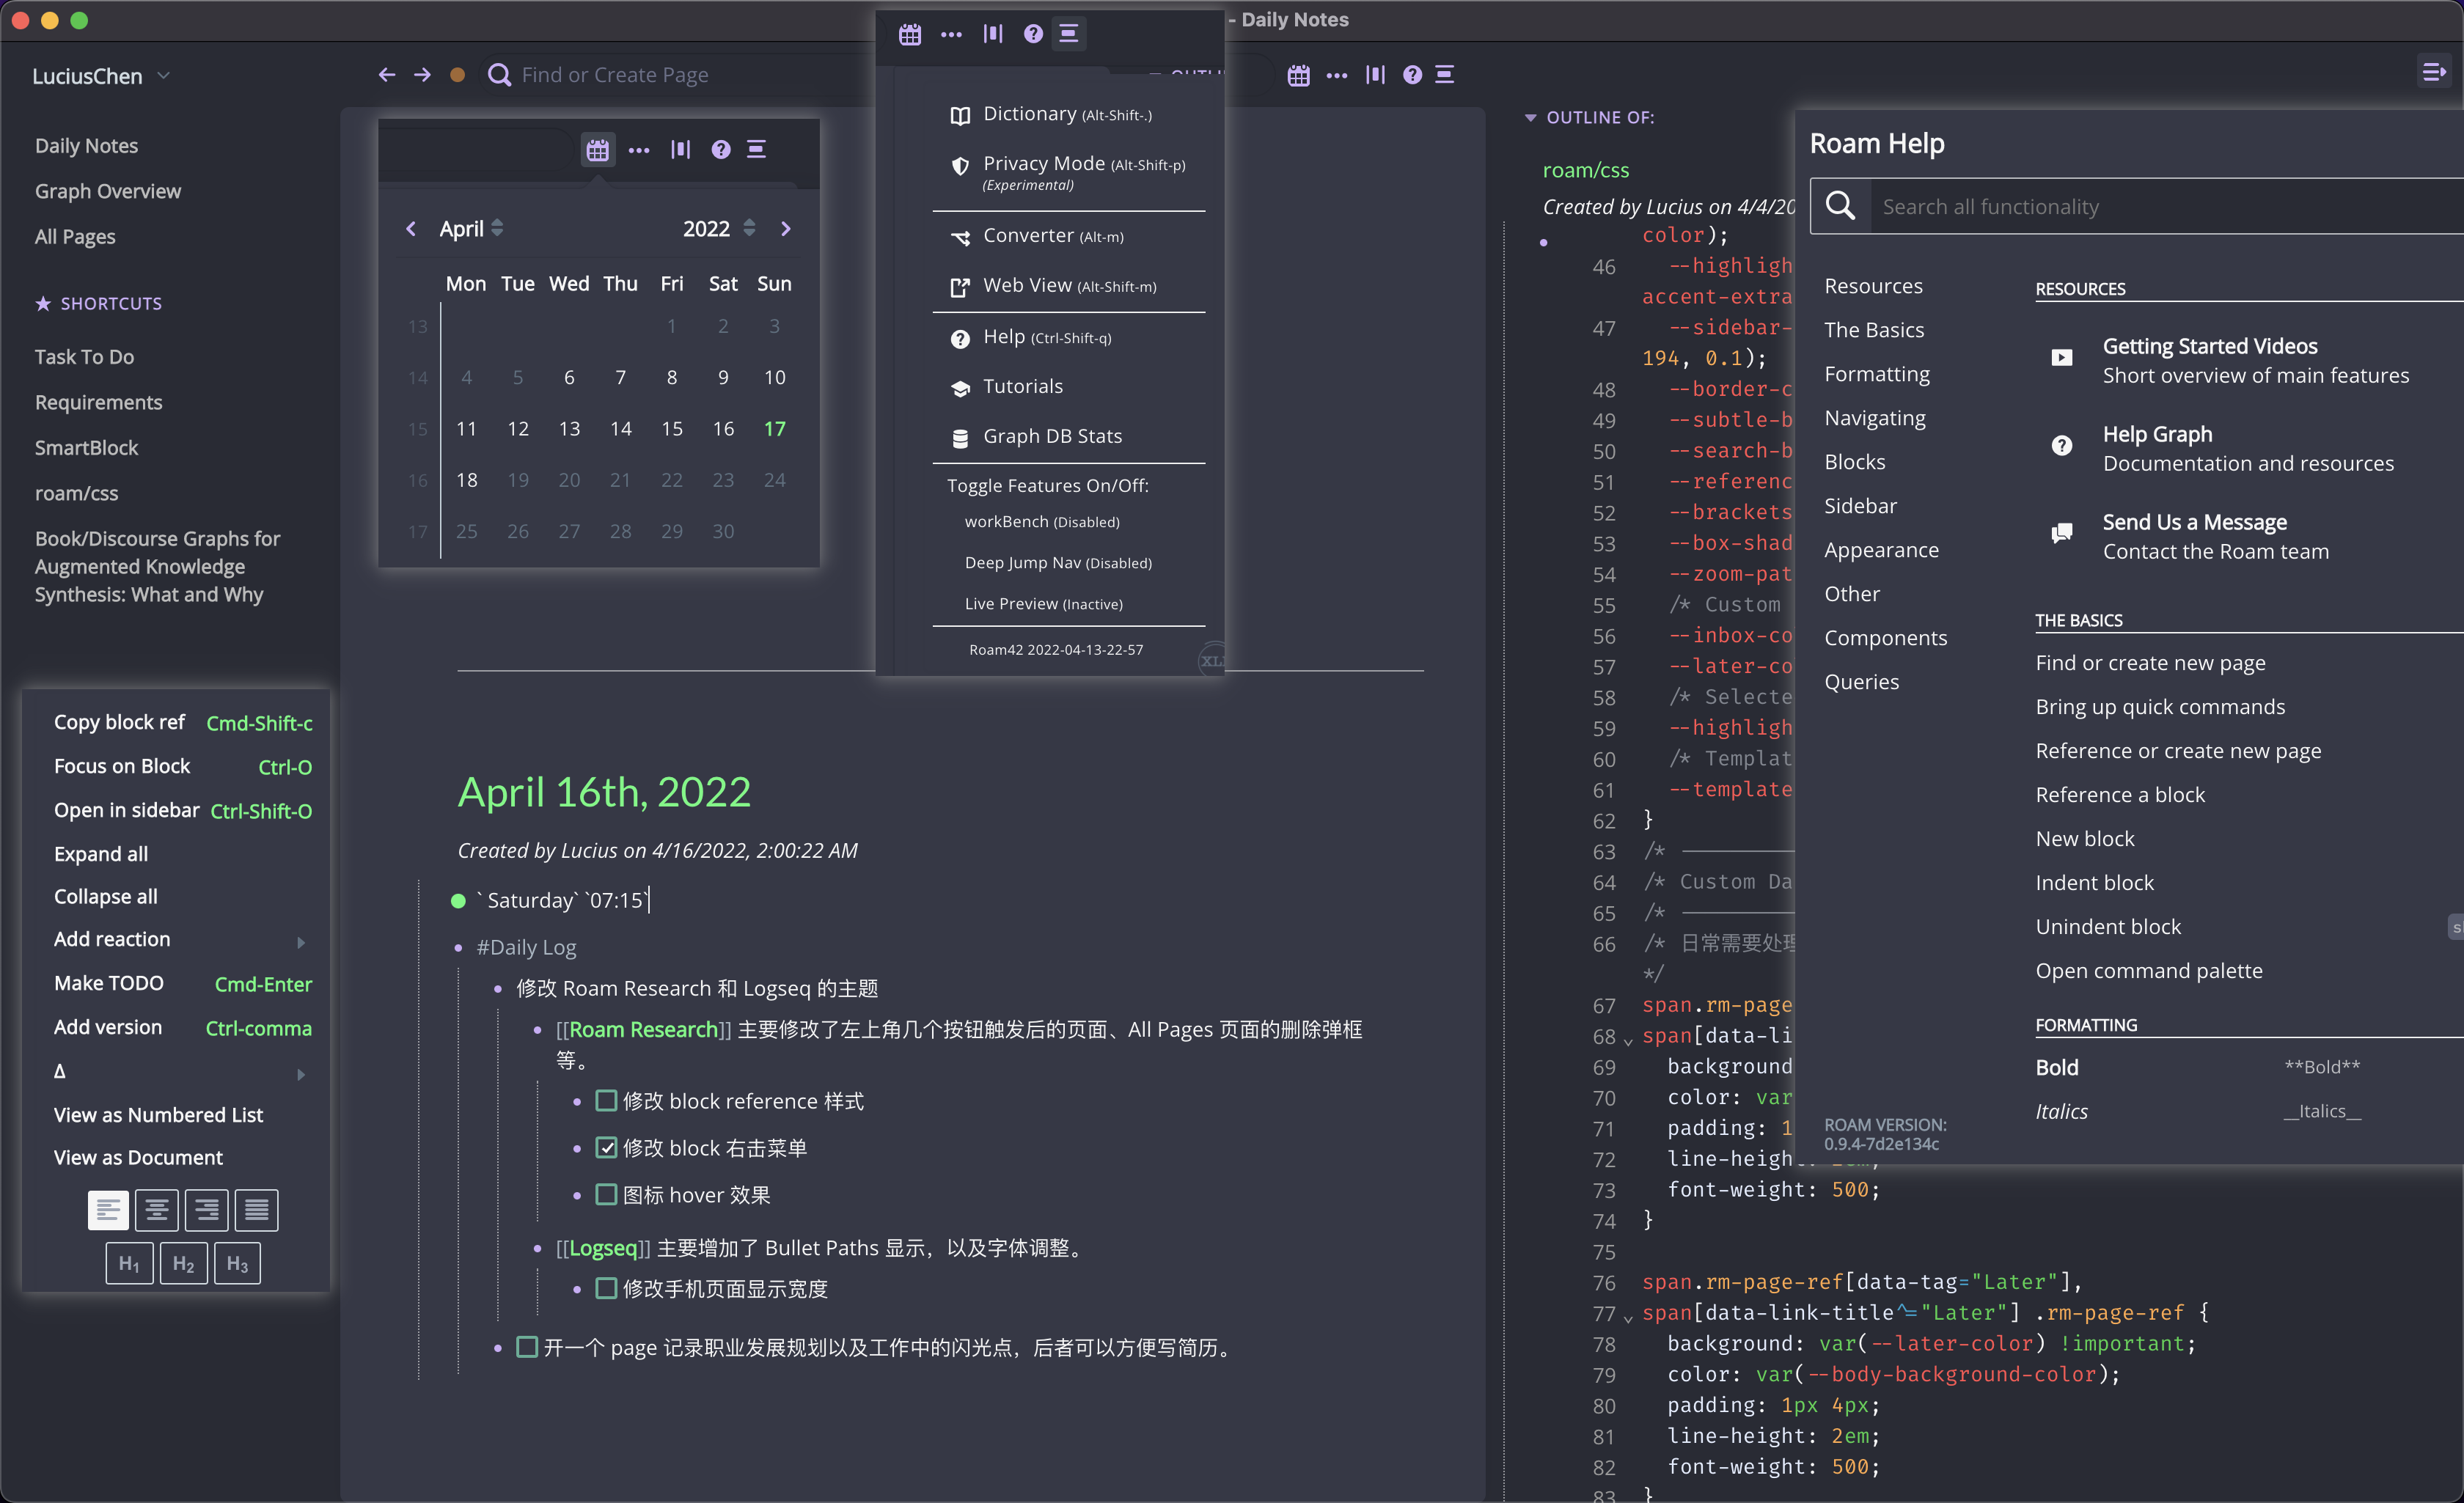 - Daily Notes
LuciusChen
Find or Create Page
Daily Notes
Graph Overview
All Pages
SHORTCUTS
Task To Do
Requirements
SmartBlock
roam/css
Book/Discourse Graphs for
Augmented Knowledge
Synthesis: What and Why
Copy block ref Cmd-Shift-c
Focus on Block Ctrl-O
Open in sidebar Ctrl-Shift-O
Expand all
Collapse all
Add reaction
Make TODO Cmd-Enter
Add version Ctrl-comma
Δ
View as Numbered List
View as Document
H1 H2 H3
April 2022
Mon Tue Wed Thu Fri Sat Sun
13 1 2 3
14 4 5 6 7 8 9 10
15 11 12 13 14 15 16 17
16 18 19 20 21 22 23 24
17 25 26 27 28 29 30
Dictionary (Alt-Shift-.)
Privacy Mode (Alt-Shift-p)
(Experimental)
Converter (Alt-m)
Web View (Alt-Shift-m)
Help (Ctrl-Shift-q)
Tutorials
Graph DB Stats
Toggle Features On/Off:
workBench (Disabled)
Deep Jump Nav (Disabled)
Live Preview (Inactive)
Roam42 2022-04-13-22-57
April 16th, 2022
Created by Lucius on 4/16/2022, 2:00:22 AM
` Saturday` `07:15`
#Daily Log
修改 Roam Research 和 Logseq 的主题
[[Roam Research]] 主要修改了左上角几个按钮触发后的页面、All Pages 页面的删除弹框
等。
修改 block reference 样式
修改 block 右击菜单
图标 hover 效果
[[Logseq]] 主要增加了 Bullet Paths 显示，以及字体调整。
修改手机页面显示宽度
开一个 page 记录职业发展规划以及工作中的闪光点，后者可以方便写简历。
OUTLINE OF:
roam/css
Created by Lucius on 4/4/20
color);
46 --highligh
accent-extra
47 --sidebar-
194, 0.1);
48 --border-c
49 --subtle-b
50 --search-b
51 --referenc
52 --brackets
53 --box-shad
54 --zoom-pat
55 /* Custom
56 --inbox-co
57 --later-co
58 /* Selecte
59 --highligh
60 /* Templat
61 --template
62 }
63 /*
64 /* Custom Da
65 /*
66 /* 日常需要处理
*/
67 span.rm-page
68 span[data-li
69 background
70 color: var
71 padding: 1
72 line-heigh
73 font-weight: 500;
74 }
75
76 span.rm-page-ref[data-tag="Later"],
77 span[data-link-title^="Later"] .rm-page-ref {
78 background: var(--later-color) !important;
79 color: var(--body-background-color);
80 padding: 1px 4px;
81 line-height: 2em;
82 font-weight: 500;
83 }
Roam Help
Search all functionality
Resources
The Basics
Formatting
Navigating
Blocks
Sidebar
Appearance
Other
Components
Queries
ROAM VERSION:
0.9.4-7d2e134c
RESOURCES
Getting Started Videos
Short overview of main features
Help Graph
Documentation and resources
Send Us a Message
Contact the Roam team
THE BASICS
Find or create new page
Bring up quick commands
Reference or create new page
Reference a block
New block
Indent block
Unindent block
Open command palette
FORMATTING
Bold **Bold**
Italics __Italics__